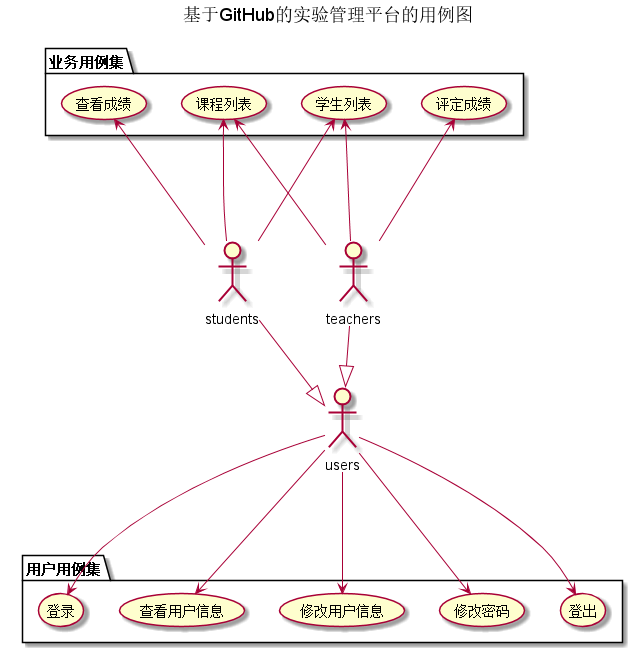 基于GitHub的实验管理平台的用例图
业务用例集
查看成绩
课程列表
学生列表
评定成绩
students
teachers
users
用户用例集
登录
查看用户信息
修改用户信息
修改密码
登出